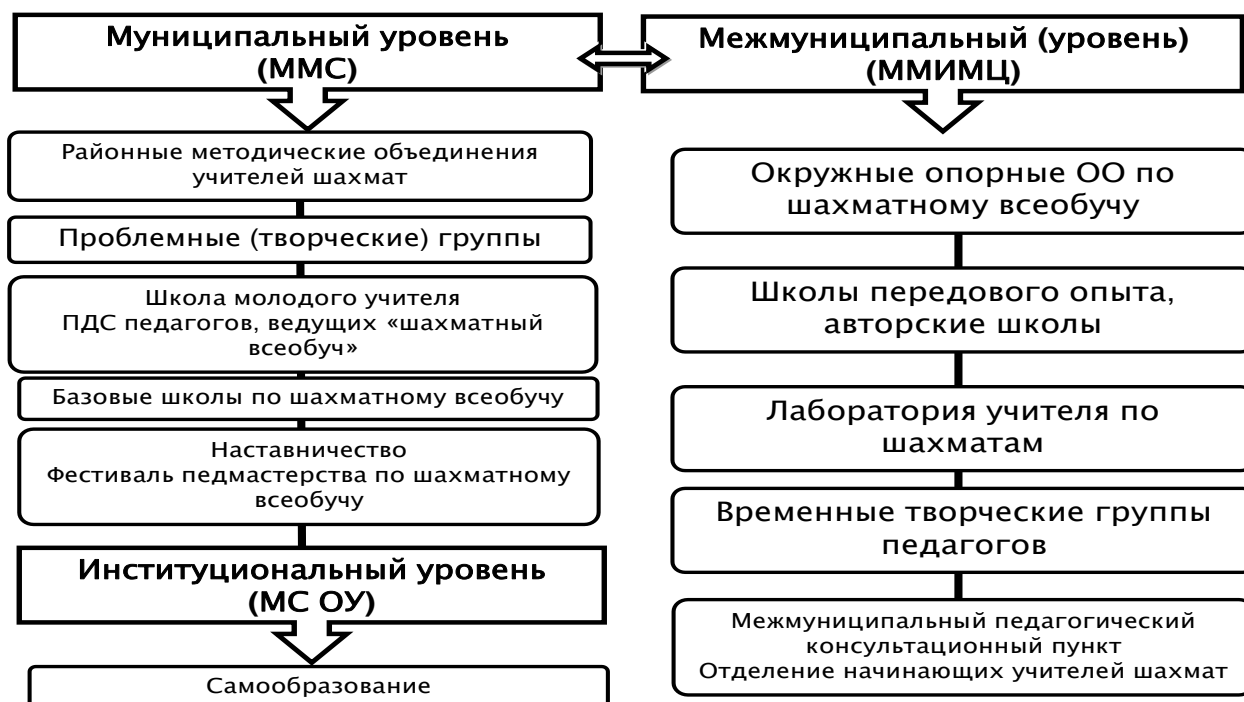 Муниципальный уровень
(ММС)
Районные методические объединения
учителей шахмат
Проблемные (творческие) группы
Школа молодого учителя
ПДС педагогов, ведущих «шахматный
всеобуч»
Базовые школы по шахматному всеобучу
Наставничество
Фестиваль педмастерства по шахматному
всеобучу
Институциональный уровень
(МС ОУ)
Самообразование
Межмуниципальный (уровень)
(ММИМЦ)
Окружные опорные ОО по
шахматному всеобучу
Школы передового опыта,
авторские школы
Лаборатория учителя по
шахматам
Временные творческие группы
педагогов
Межмуниципальный педагогический
консультационный пункт
Отделение начинающих учителей шахмат